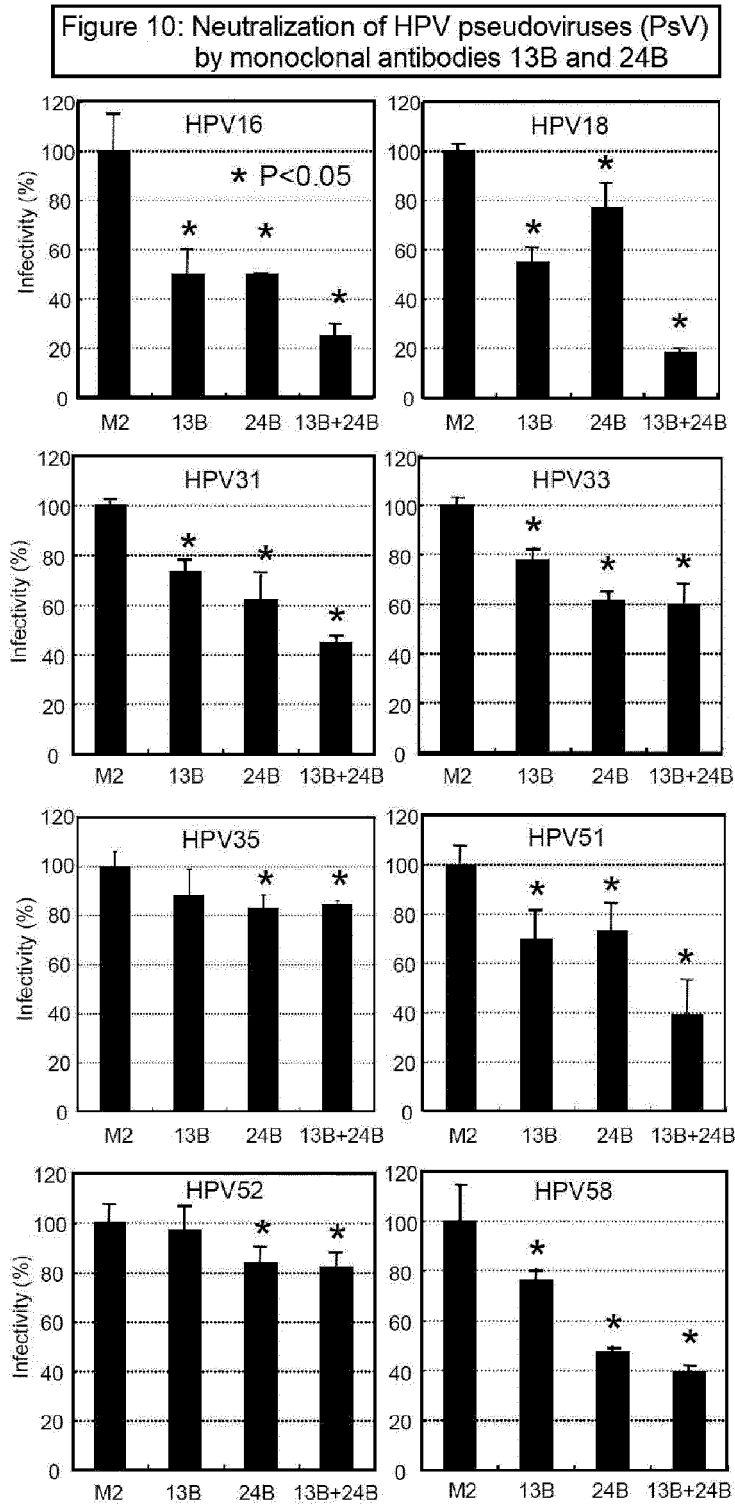 Figure 10: Neutralization of HPV pseudoviruses (PsV)
by monoclonal antibodies 13B and 24B
HPV16
* P<0.05
Infectivity (%)
120
100
80
60
40
20
0
* * *
M2 13B 24B 13B+24B
HPV18
120
100
80
60
40
20
0
* * *
M2 13B 24B 13B+24B
HPV31
Infectivity (%)
120
100
80
60
40
20
0
* * *
M2 13B 24B 13B+24B
HPV33
120
100
80
60
40
20
0
* * *
M2 13B 24B 13B+24B
HPV35
Infectivity (%)
120
100
80
60
40
20
0
* *
M2 13B 24B 13B+24B
HPV51
120
100
80
60
40
20
0
* * *
M2 13B 24B 13B+24B
HPV52
Infectivity (%)
120
100
80
60
40
20
0
* *
M2 13B 24B 13B+24B
HPV58
120
100
80
60
40
20
0
* * *
M2 13B 24B 13B+24B